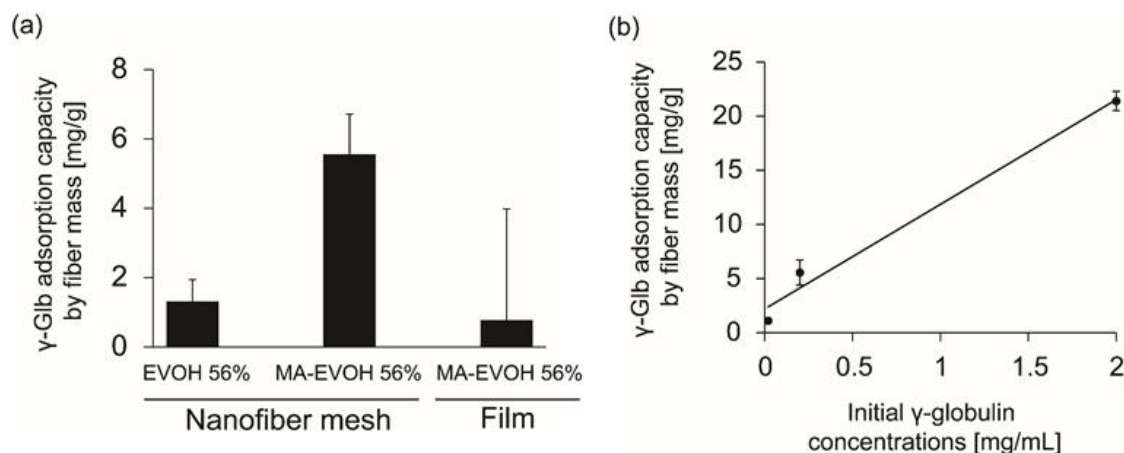 (a)
γ-Glb adsorption capacity
by fiber mass [mg/g]
8
6
4
2
0
EVOH 56% MA-EVOH 56% MA-EVOH 56%
Nanofiber mesh Film
(b)
γ-Glb adsorption capacity
by fiber mass [mg/g]
25
20
15
10
5
0
0 0.5 1 1.5 2
Initial γ-globulin
concentrations [mg/mL]